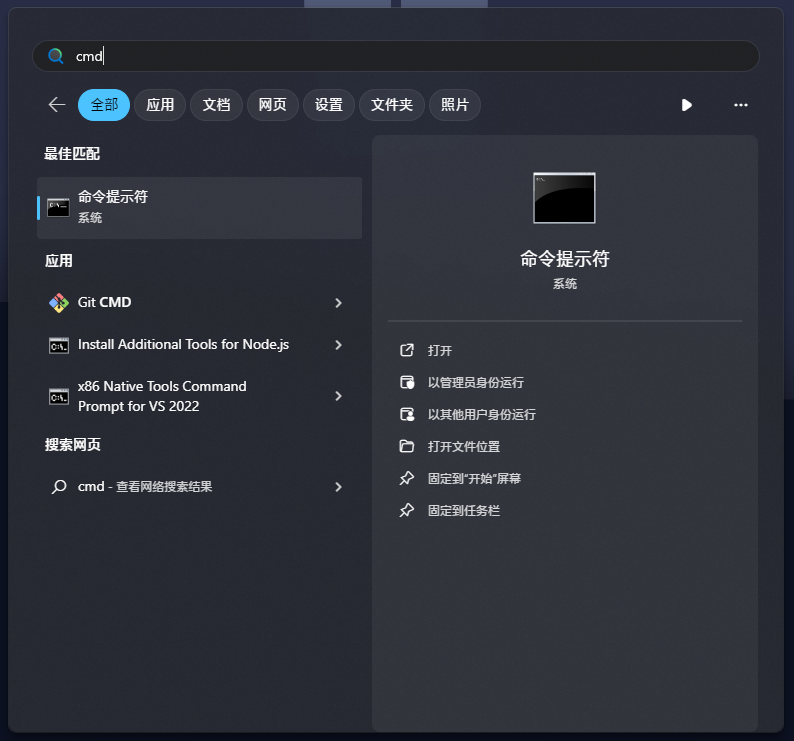 cmd
全部
应用
文档
网页
设置
文件夹
照片
最佳匹配
命令提示符
系统
应用
Git CMD
Install Additional Tools for Node.js
x86 Native Tools Command
Prompt for VS 2022
搜索网页
cmd - 查看网络搜索结果
命令提示符
系统
打开
以管理员身份运行
以其他用户身份运行
打开文件位置
固定到"开始"屏幕
固定到任务栏